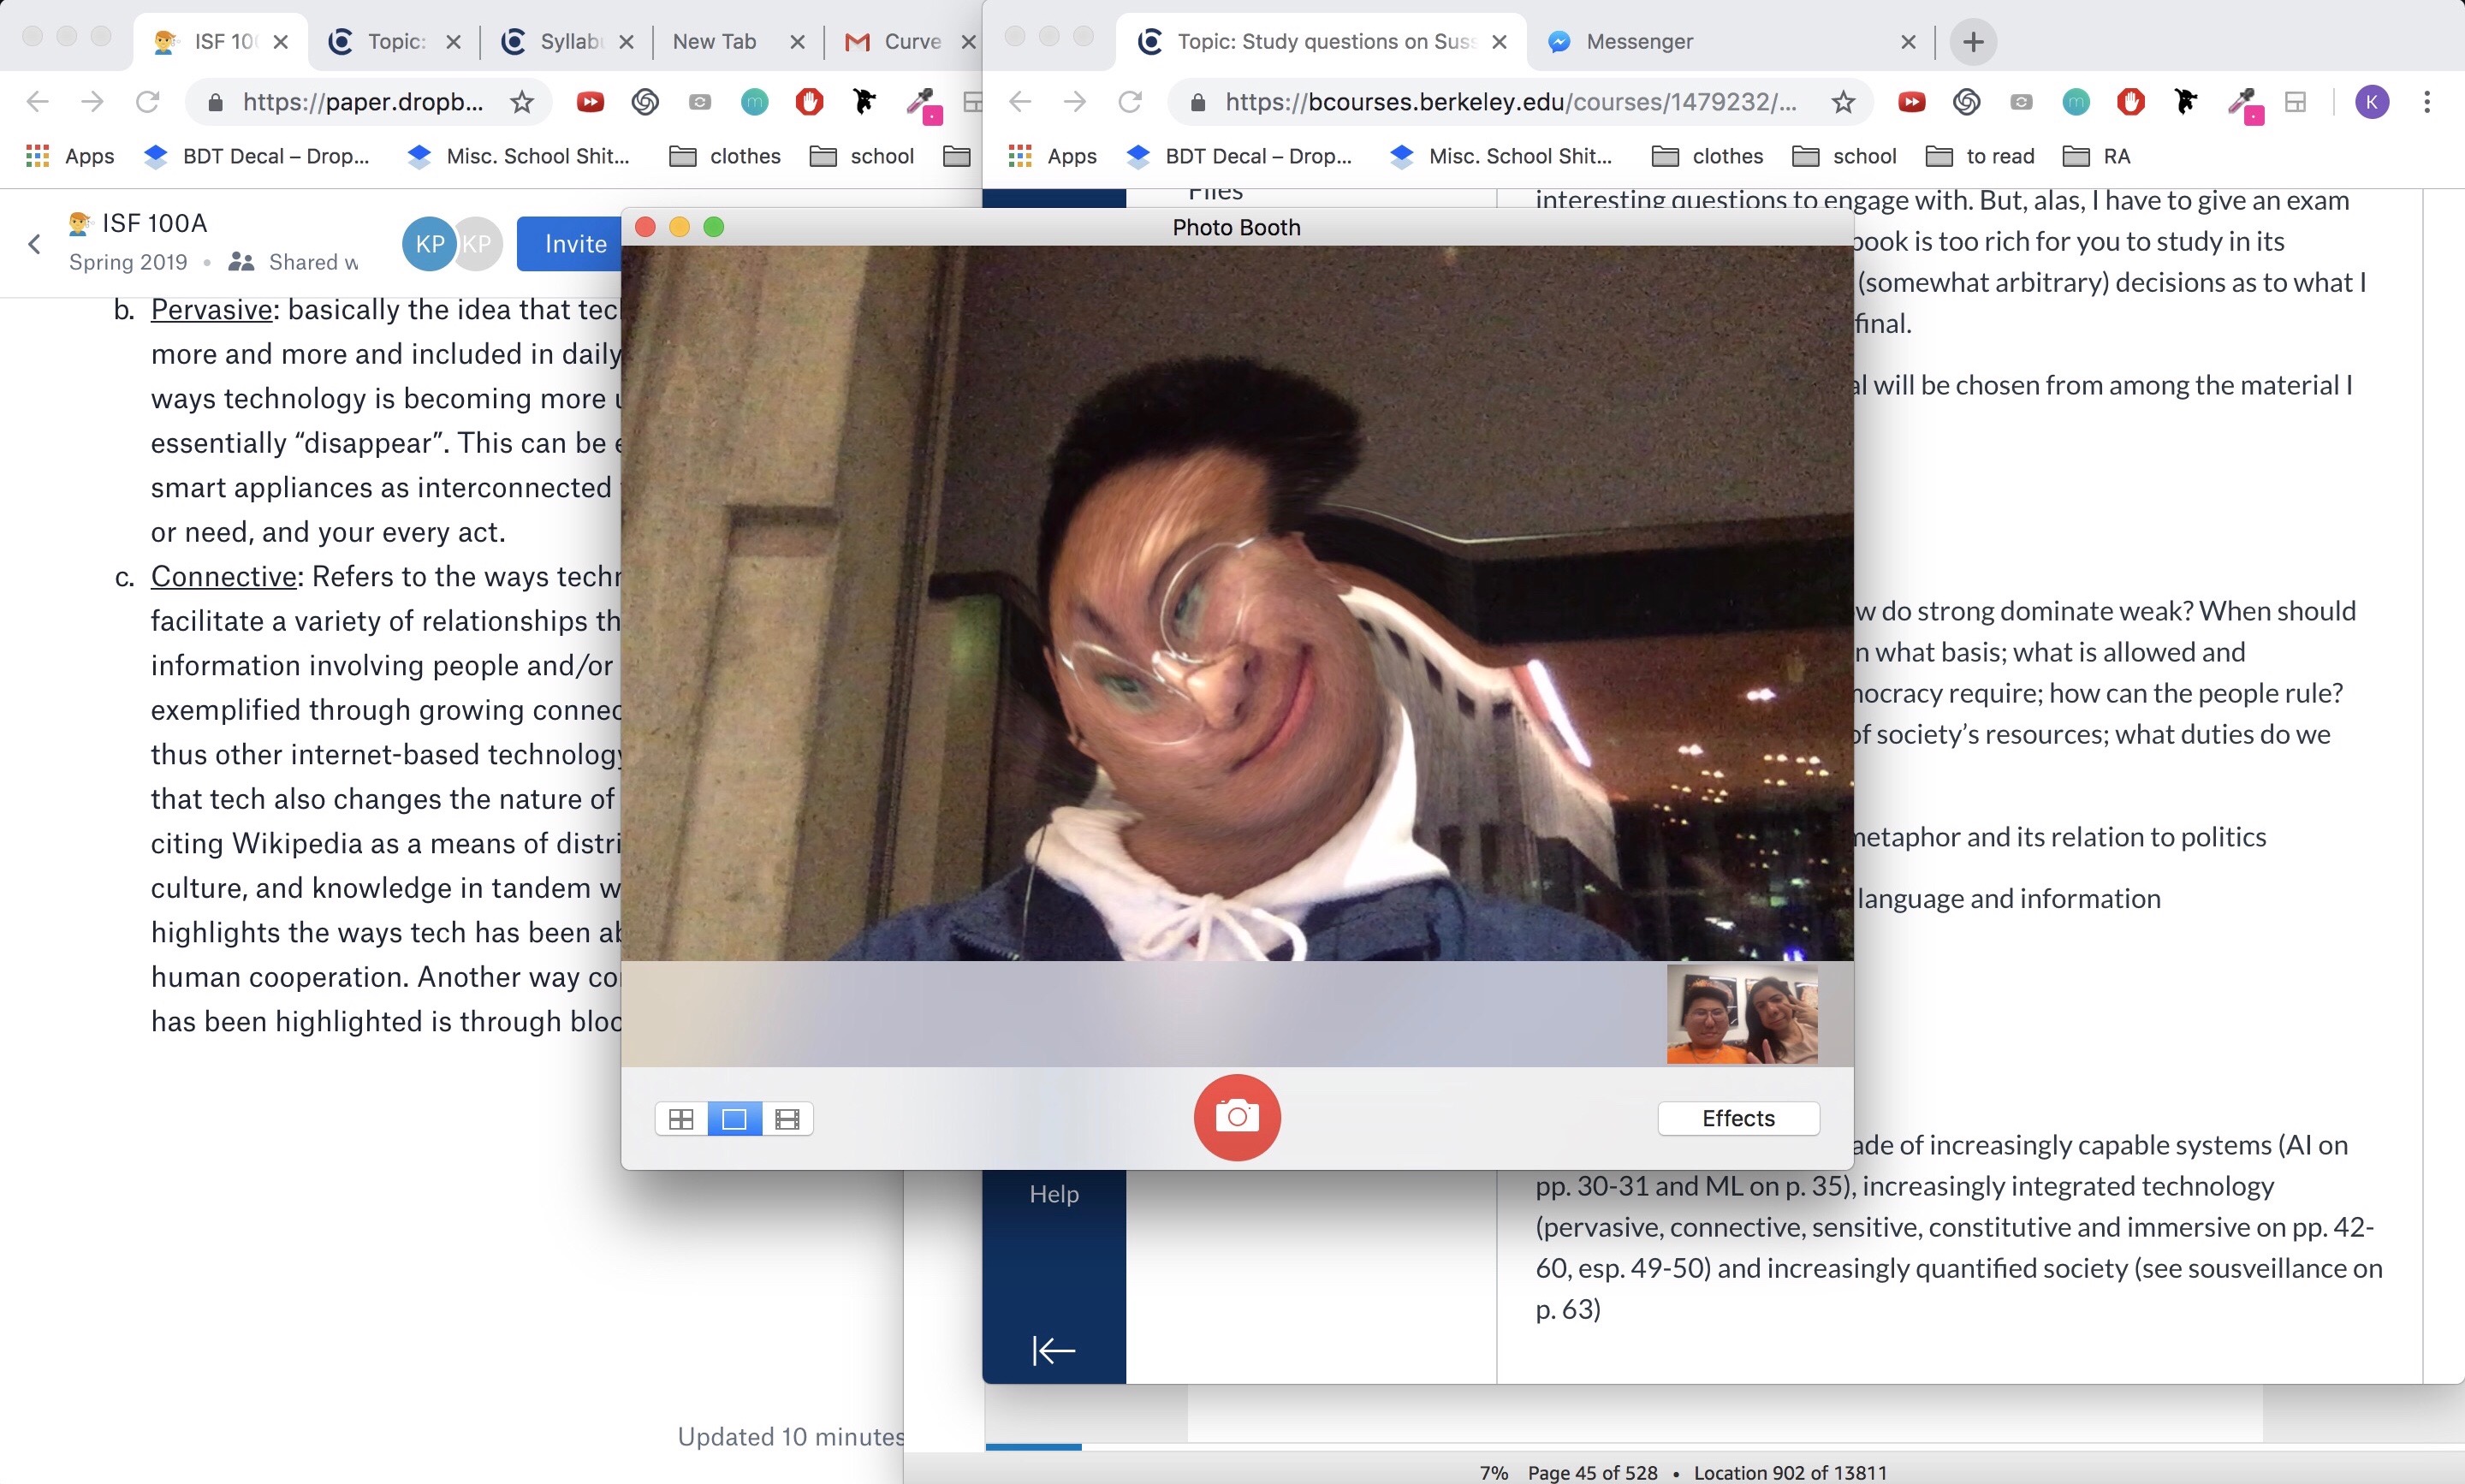 ISF 10
Topic:
Syllab
New Tab
Curve
https://paper.dropb...
Apps
BDT Decal – Drop...
Misc. School Shit...
clothes
school
ISF 100A
Spring 2019 • Shared w
KP
KP
Invite
b. Pervasive: basically the idea that tec
more and more and included in daily
ways technology is becoming more
essentially “disappear”. This can be
smart appliances as interconnected
or need, and your every act.
c. Connective: Refers to the ways tech
facilitate a variety of relationships th
information involving people and/or
exemplified through growing connec
thus other internet-based technology
that tech also changes the nature of
citing Wikipedia as a means of distri
culture, and knowledge in tandem w
highlights the ways tech has been ab
human cooperation. Another way co
has been highlighted is through bloc
Updated 10 minutes
Topic: Study questions on Sus
Messenger
https://bcourses.berkeley.edu/courses/1479232/...
K
Apps
BDT Decal – Drop...
Misc. School Shit...
clothes
school
to read
RA
Files
interesting questions to engage with. But, alas, I have to give an exam
book is too rich for you to study in its
(somewhat arbitrary) decisions as to what I
final.
al will be chosen from among the material I
w do strong dominate weak? When should
n what basis; what is allowed and
mocracy require; how can the people rule?
of society’s resources; what duties do we
metaphor and its relation to politics
language and information
ade of increasingly capable systems (AI on
pp. 30-31 and ML on p. 35), increasingly integrated technology
(pervasive, connective, sensitive, constitutive and immersive on pp. 42-
60, esp. 49-50) and increasingly quantified society (see sousveillance on
p. 63)
Help
Photo Booth
Effects
7% Page 45 of 528 • Location 902 of 13811